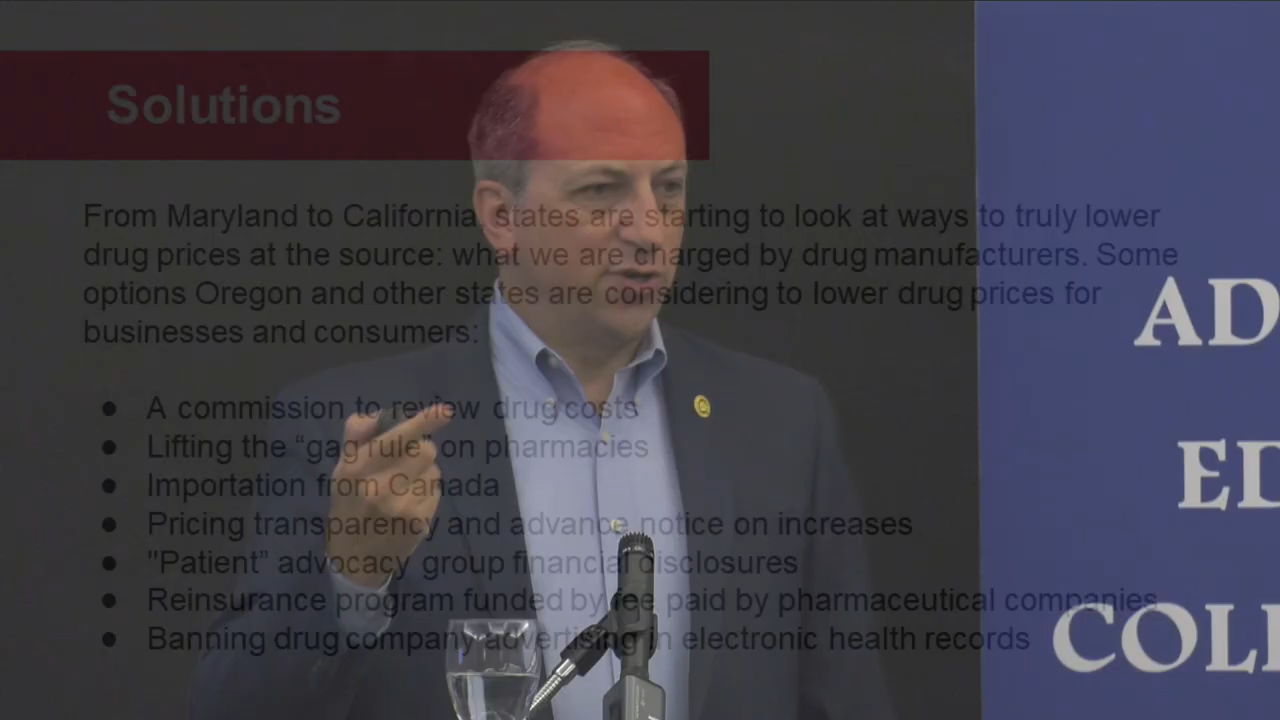 Solutions
From Maryland to California, states are starting to look at ways to truly lower
drug prices at the source: what we are charged by drug manufacturers. Some
options Oregon and other states are considering to lower drug prices for
businesses and consumers:
● A commission to review drug costs
● Lifting the “gag rule” on pharmacies
● Importation from Canada
● Pricing transparency and advance notice on increases
● "Patient” advocacy group financial disclosures
● Reinsurance program funded by fee paid by pharmaceutical companies
● Banning drug company advertising in electronic health records
AD
ED
COLL